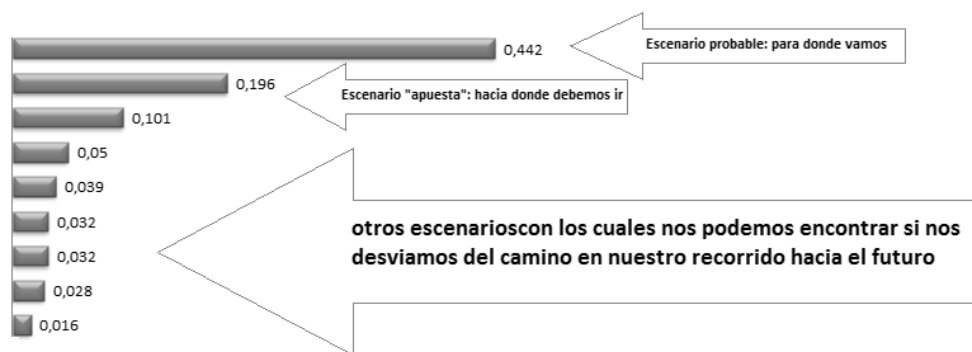 0,442
Escenario probable: para donde vamos
0,196
Escenario "apuesta": hacia donde debemos ir
0,101
0,05
0,039
0,032
otros escenarioscon los cuales nos podemos encontrar si nos
desviamos del camino en nuestro recorrido hacia el futuro
0,032
0,028
0,016